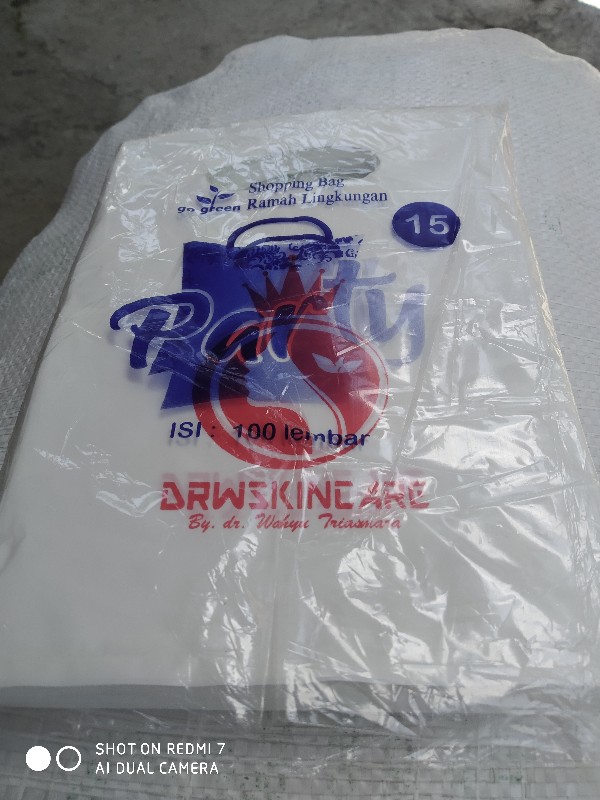 Shopping Bag
go green Ramah Lingkungan
15
Party
ISI : 100 lembar
DRWSKINCARE
By. dr. Wahyu Triasmara
SHOT ON REDMI 7
AI DUAL CAMERA